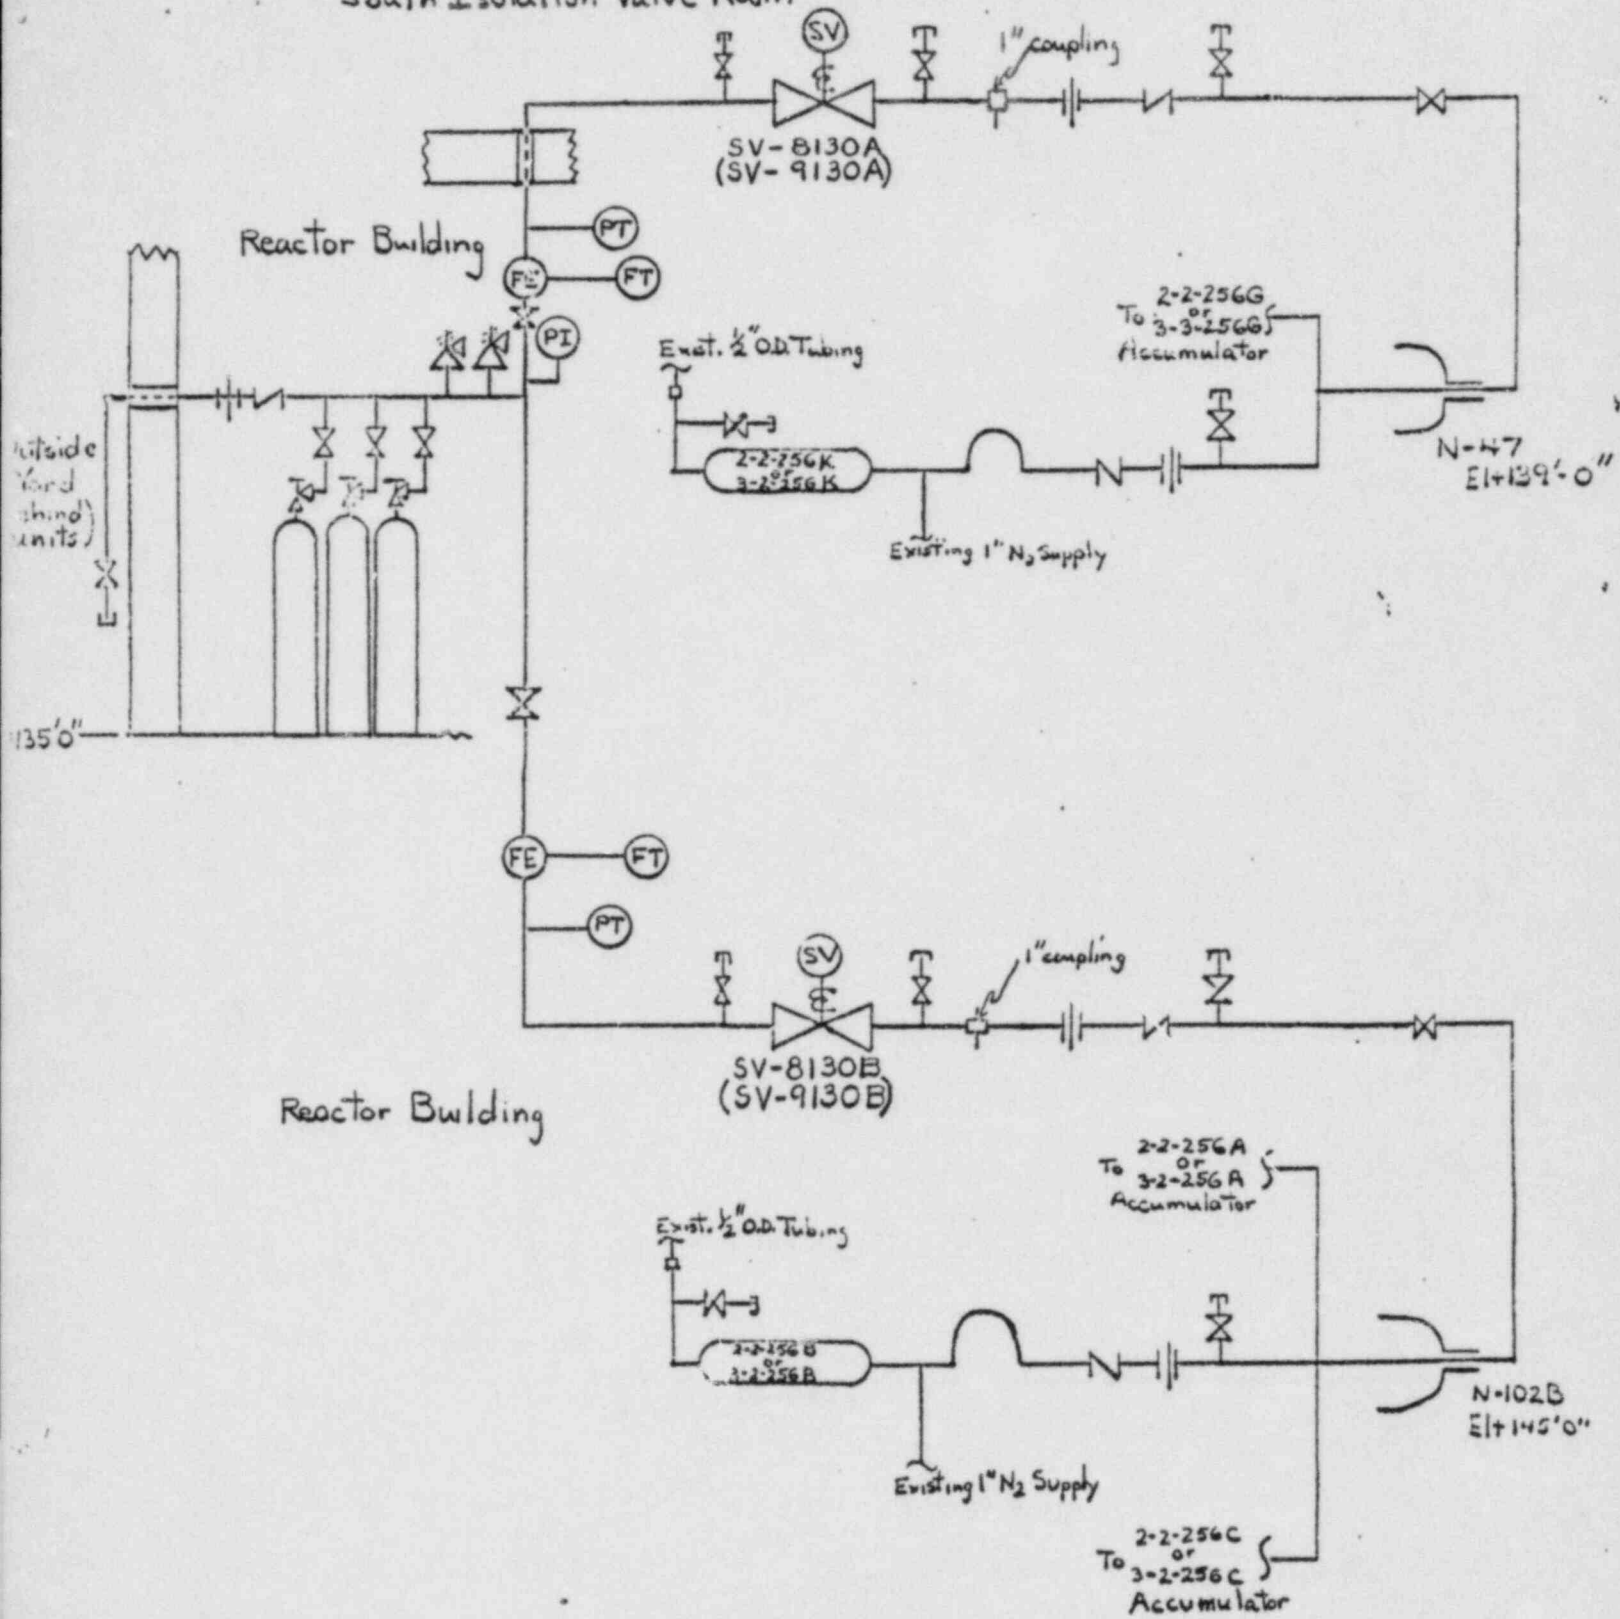 South Isolation Valve Room
SV
1" coupling
SV-8130A
(SV-9130A)
Reactor Building
PT
FE
FT
PI
Exist. 1/2" O.D. Tubing
2-2-256G
To or
3-3-256G
Accumulator
2-2-256K
or
3-2-256K
N-47
El+139'-0"
Existing 1" N2 Supply
Yard
units)
135'0"
FE
FT
PT
SV
1" coupling
SV-8130B
(SV-9130B)
Reactor Building
2-2-256A
To or
3-2-256A
Accumulator
Exist. 1/2" O.D. Tubing
2-2-256B
or
3-2-256B
N-102B
El+145'0"
Existing 1" N2 Supply
2-2-256C
To or
3-2-256C
Accumulator